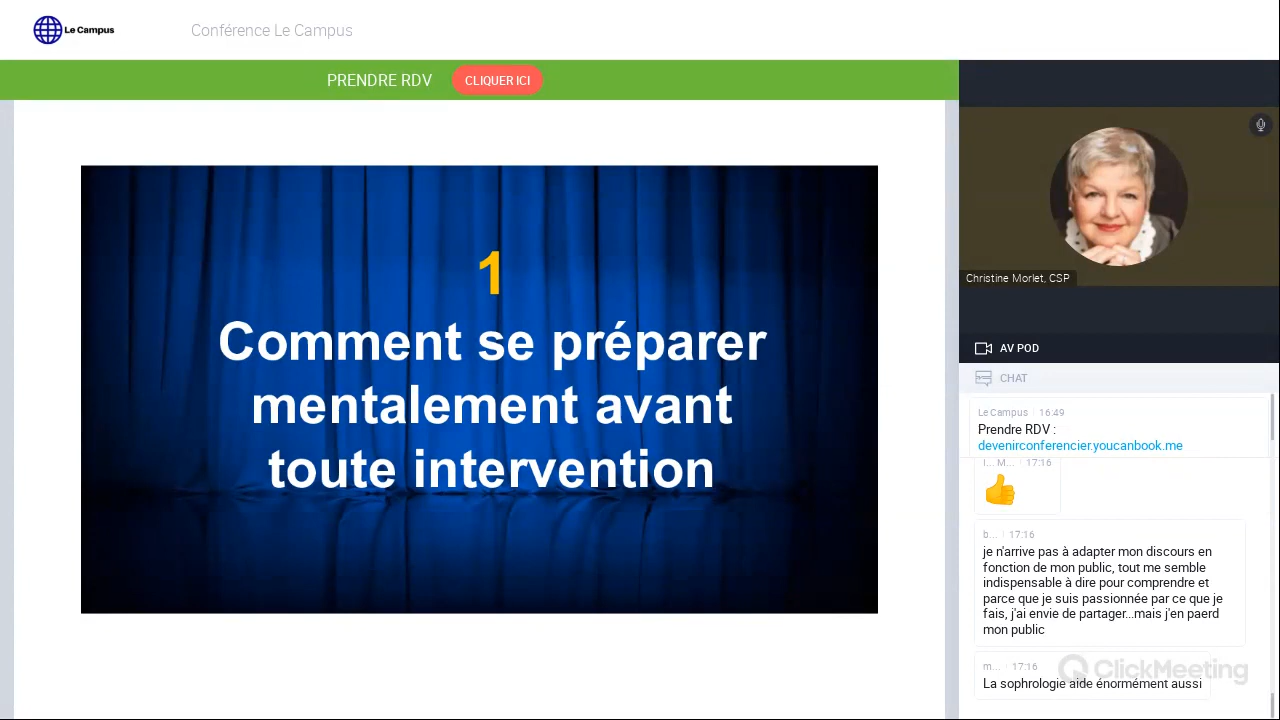 Le Campus
Conférence Le Campus
PRENDRE RDV
CLIQUER ICI
1
Comment se préparer
mentalement avant
toute intervention
Christine Morlet, CSP
AV POD
CHAT
Le Campus 16:49
Prendre RDV :
devenirconferencier.youcanbook.me
I... M... 17:16
b... 17:16
je n'arrive pas à adapter mon discours en
fonction de mon public, tout me semble
indispensable à dire pour comprendre et
parce que je suis passionnée par ce que je
fais, j'ai envie de partager...mais j'en paerd
mon public
m... 17:16
ClickMeeting
La sophrologie aide énormément aussi